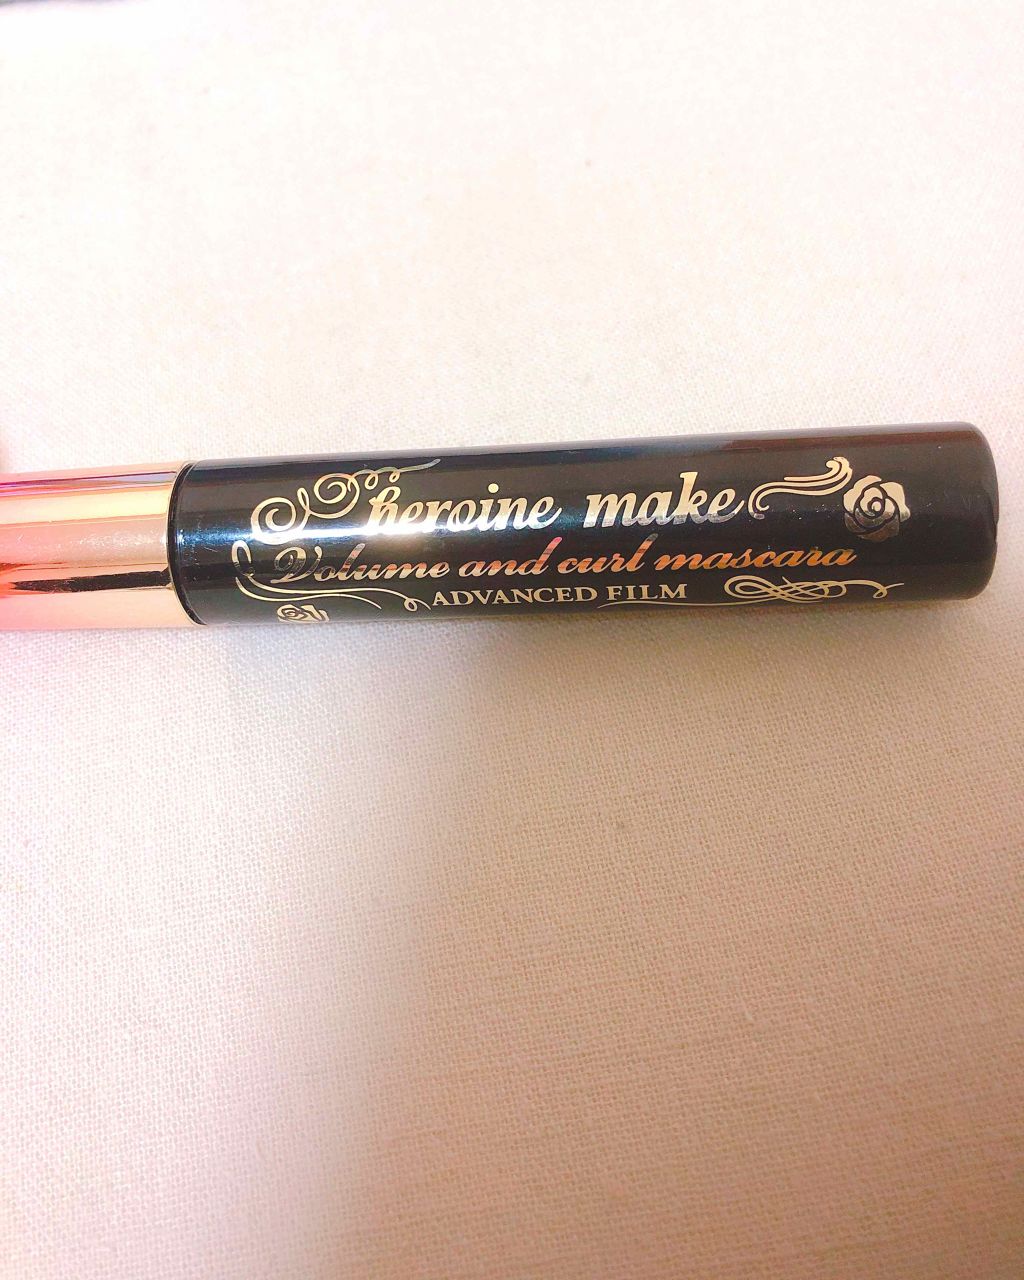 heroine make
Volume and curl mascara
ADVANCED FILM